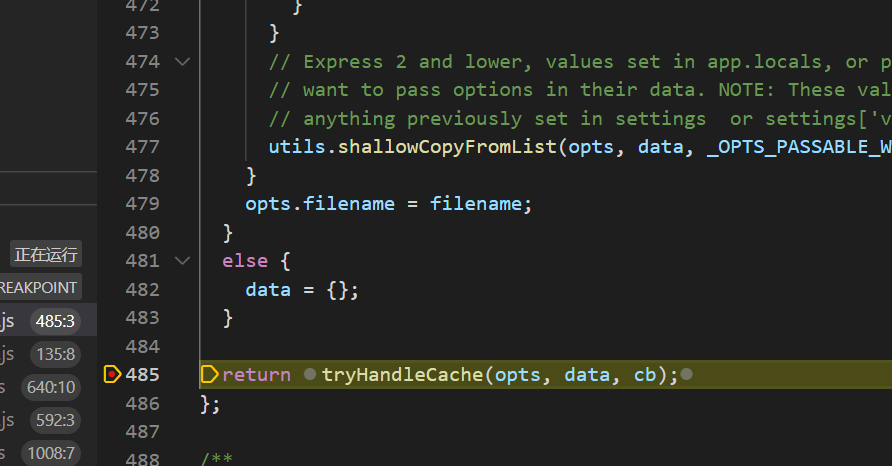 472 }
473 }
474 // Express 2 and lower, values set in app.locals, or p
475 // want to pass options in their data. NOTE: These val
476 // anything previously set in settings  or settings['v
477 utils.shallowCopyFromList(opts, data, _OPTS_PASSABLE_W
478 }
479 opts.filename = filename;
480 }
481 else {
482 data = {};
483 }
484
485 return tryHandleCache(opts, data, cb);
486 };
487
488 /**
正在运行
REAKPOINT
.js 485:3
js 135:8
s 640:10
.js 592:3
s 1008:7